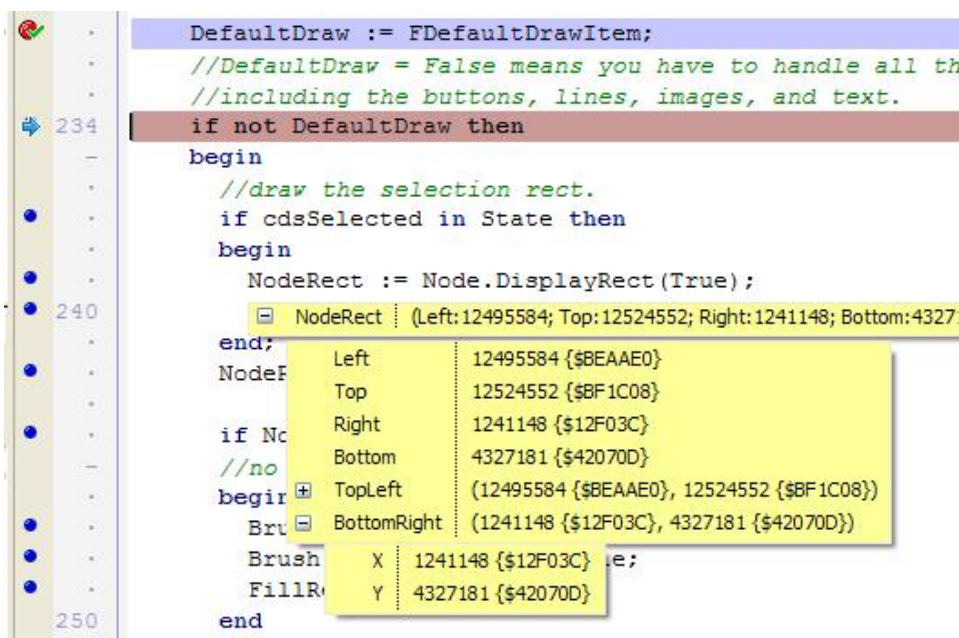 DefaultDraw := FDefaultDrawItem;
//DefaultDraw = False means you have to handle all th
//including the buttons, lines, images, and text.
234 if not DefaultDraw then
begin
//draw the selection rect.
if cdsSelected in State then
begin
NodeRect := Node.DisplayRect(True);
240 NodeRect (Left:12495584; Top:12524552; Right:1241148; Bottom:4327
end;
Left 12495584 {$BEAAE0}
NodeR
Top 12524552 {$BF1C08}
Right 1241148 {$12F03C}
if No
Bottom 4327181 {$42070D}
//no
TopLeft (12495584 {$BEAAE0}, 12524552 {$BF1C08})
begin
BottomRight (1241148 {$12F03C}, 4327181 {$42070D})
Bru
Brush X 1241148 {$12F03C} e;
FillR Y 4327181 {$42070D}
250 end